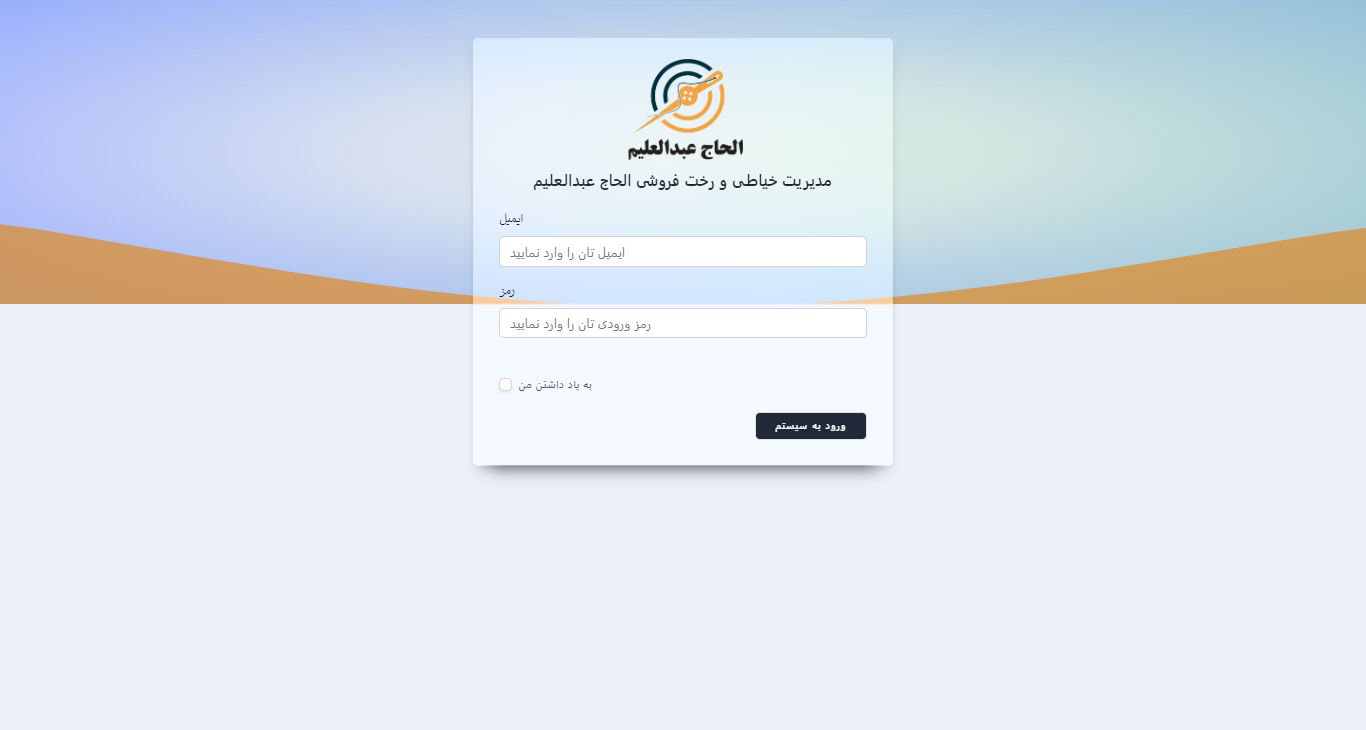 الحاج عبدالعلیم
مدیریت خیاطی و رخت فروشی الحاج عبدالعلیم
ایمیل
ایمیل تان را وارد نمایید
رمز
رمز ورودی تان را وارد نمایید
به یاد داشتن من
ورود به سیستم